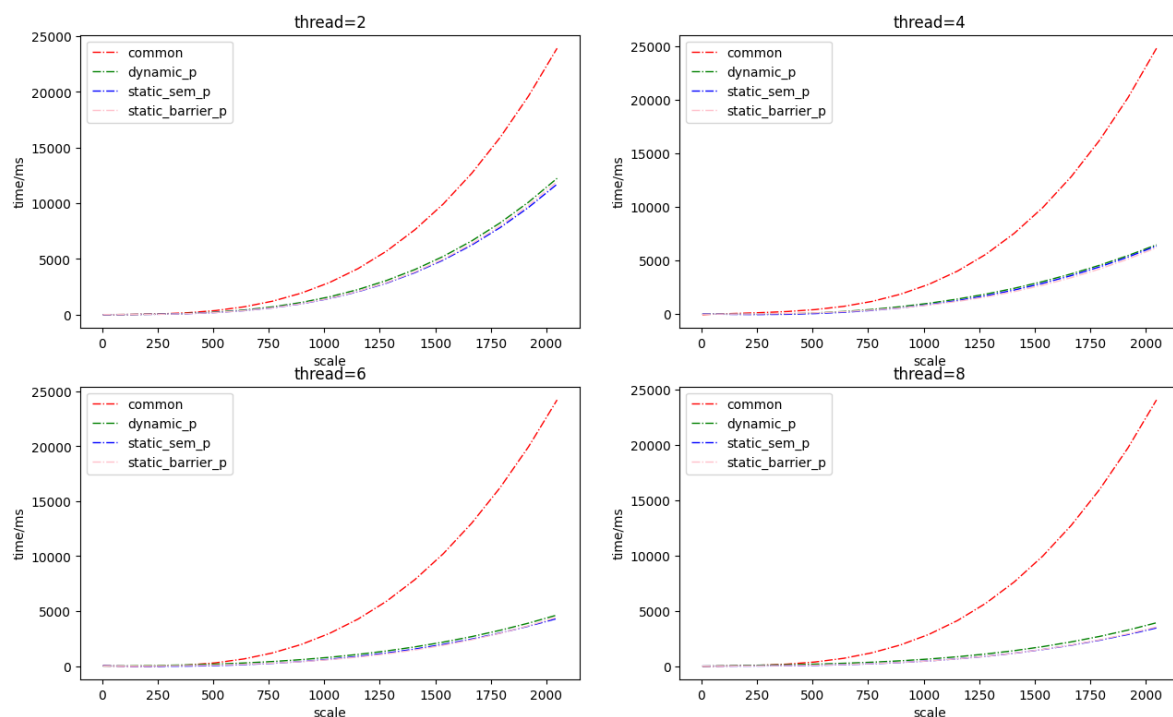 thread=2
25000
20000
15000
10000
5000
0
time/ms
common
dynamic_p
static_sem_p
static_barrier_p
0 250 500 750 1000 1250 1500 1750 2000
scale
thread=4
25000
20000
15000
10000
5000
0
time/ms
common
dynamic_p
static_sem_p
static_barrier_p
0 250 500 750 1000 1250 1500 1750 2000
scale
thread=6
25000
20000
15000
10000
5000
0
time/ms
common
dynamic_p
static_sem_p
static_barrier_p
0 250 500 750 1000 1250 1500 1750 2000
scale
thread=8
25000
20000
15000
10000
5000
0
time/ms
common
dynamic_p
static_sem_p
static_barrier_p
0 250 500 750 1000 1250 1500 1750 2000
scale